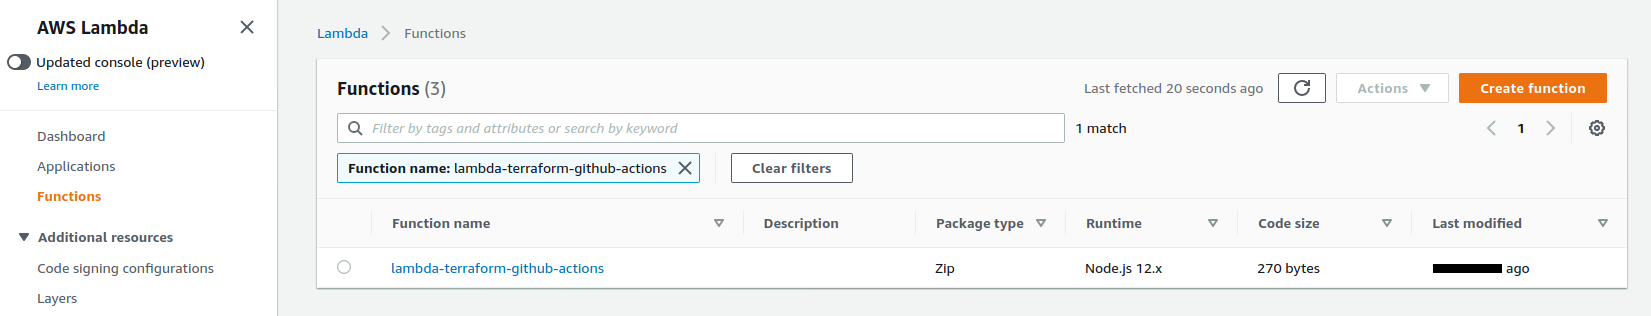 AWS Lambda
Updated console (preview)
Learn more
Dashboard
Applications
Functions
Additional resources
Code signing configurations
Layers
Lambda Functions
Functions (3) Last fetched 20 seconds ago Actions Create function
Filter by tags and attributes or search by keyword 1 match 1
Function name: lambda-terraform-github-actions Clear filters
Function name Description Package type Runtime Code size Last modified
lambda-terraform-github-actions Zip Node.js 12.x 270 bytes ago